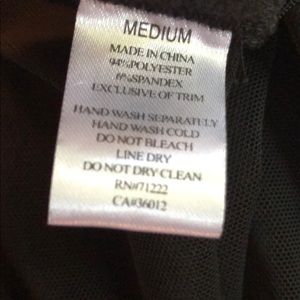 MEDIUM
MADE IN CHINA
94%POLYESTER
6%SPANDEX
EXCLUSIVE OF TRIM
HAND WASH SEPARATELY
HAND WASH COLD
DO NOT BLEACH
LINE DRY
DO NOT DRY CLEAN
RN#71222
CA#36012